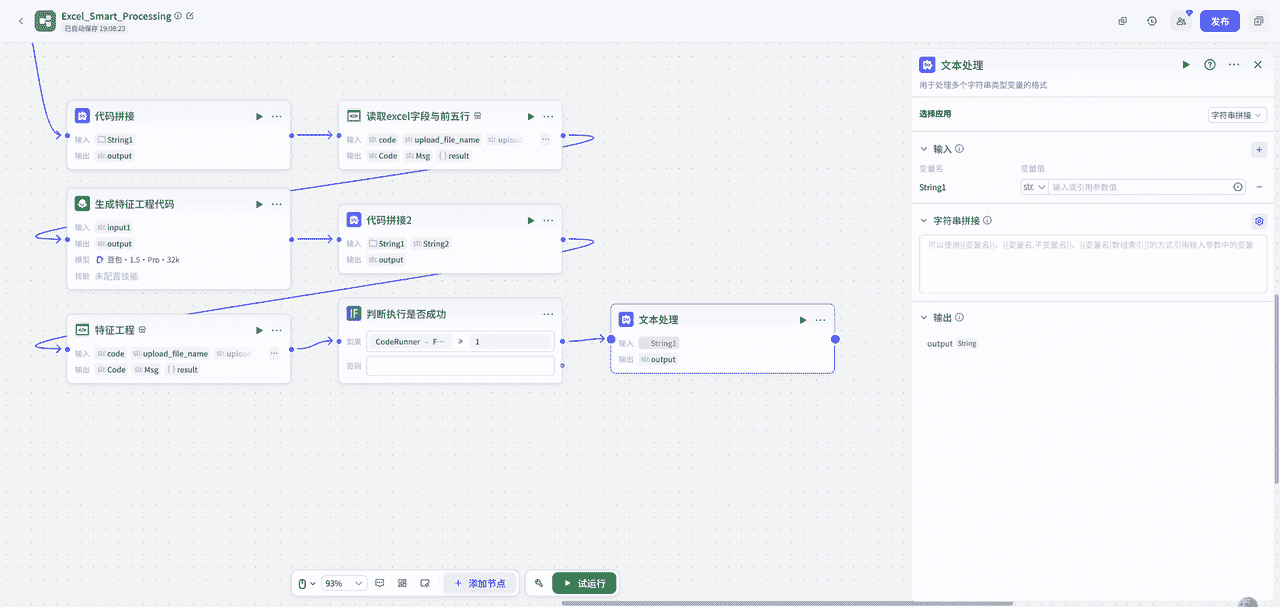 Excel_Smart_Processing
已自动保存 19:08:23
发布
代码拼接
输入 String1
输出 str. output
读取excel字段与前五行
输入 str. code str. upload_file_name str. upload
输出 str. Code str. Msg { } result
生成特征工程代码
输入 str. input1
输出 str. output
模型 豆包 · 1.5 · Pro · 32k
技能 未配置技能
代码拼接2
输入 String1 str. String2
输出 str. output
特征工程
输入 str. code str. upload_file_name str. upload
输出 str. Code str. Msg { } result
IF 判断执行是否成功
如果 CodeRunner - F··· > 1
否则
文本处理
输入 String1
输出 str. output
93%
+ 添加节点
试运行
文本处理
用于处理多个字符串类型变量的格式
选择应用 字符串拼接
输入
变量名 变量值
String1 str. 输入或引用参数值
字符串拼接
可以使用{{变量名}}、{{变量名.子变量名}}、{{变量名[数组索引]}}的方式引用输入参数中的变量
输出
output String